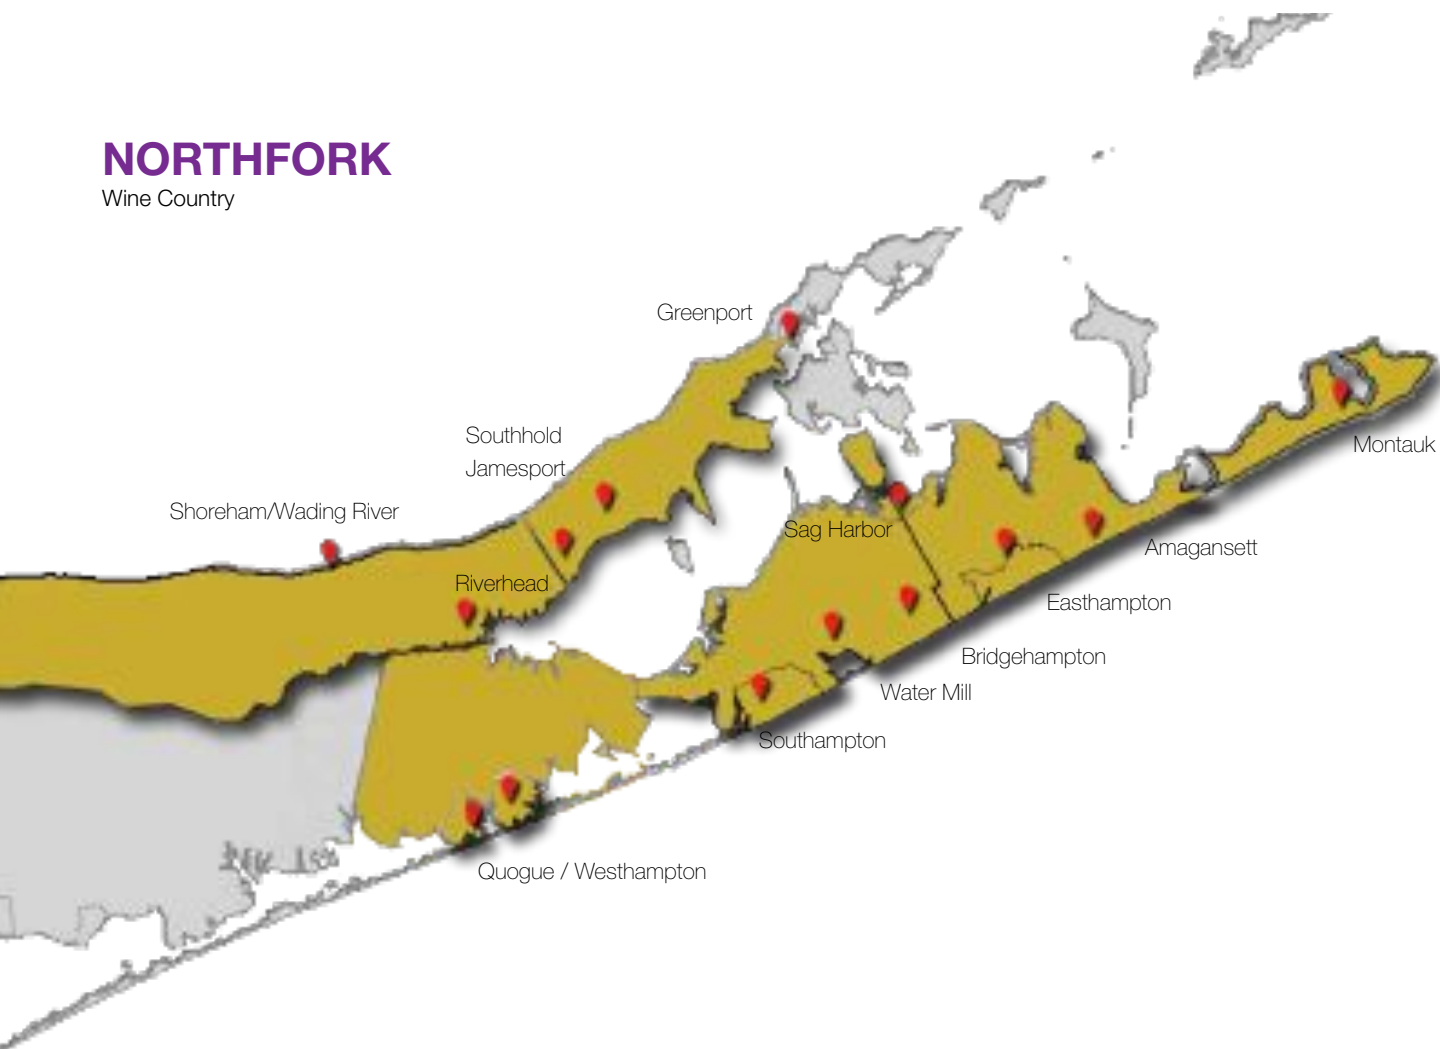 NORTHFORK
Wine Country
Greenport
Southhold
Jamesport
Montauk
Shoreham/Wading River
Sag Harbor
Amagansett
Riverhead
Easthampton
Bridgehampton
Water Mill
Southampton
Quogue / Westhampton